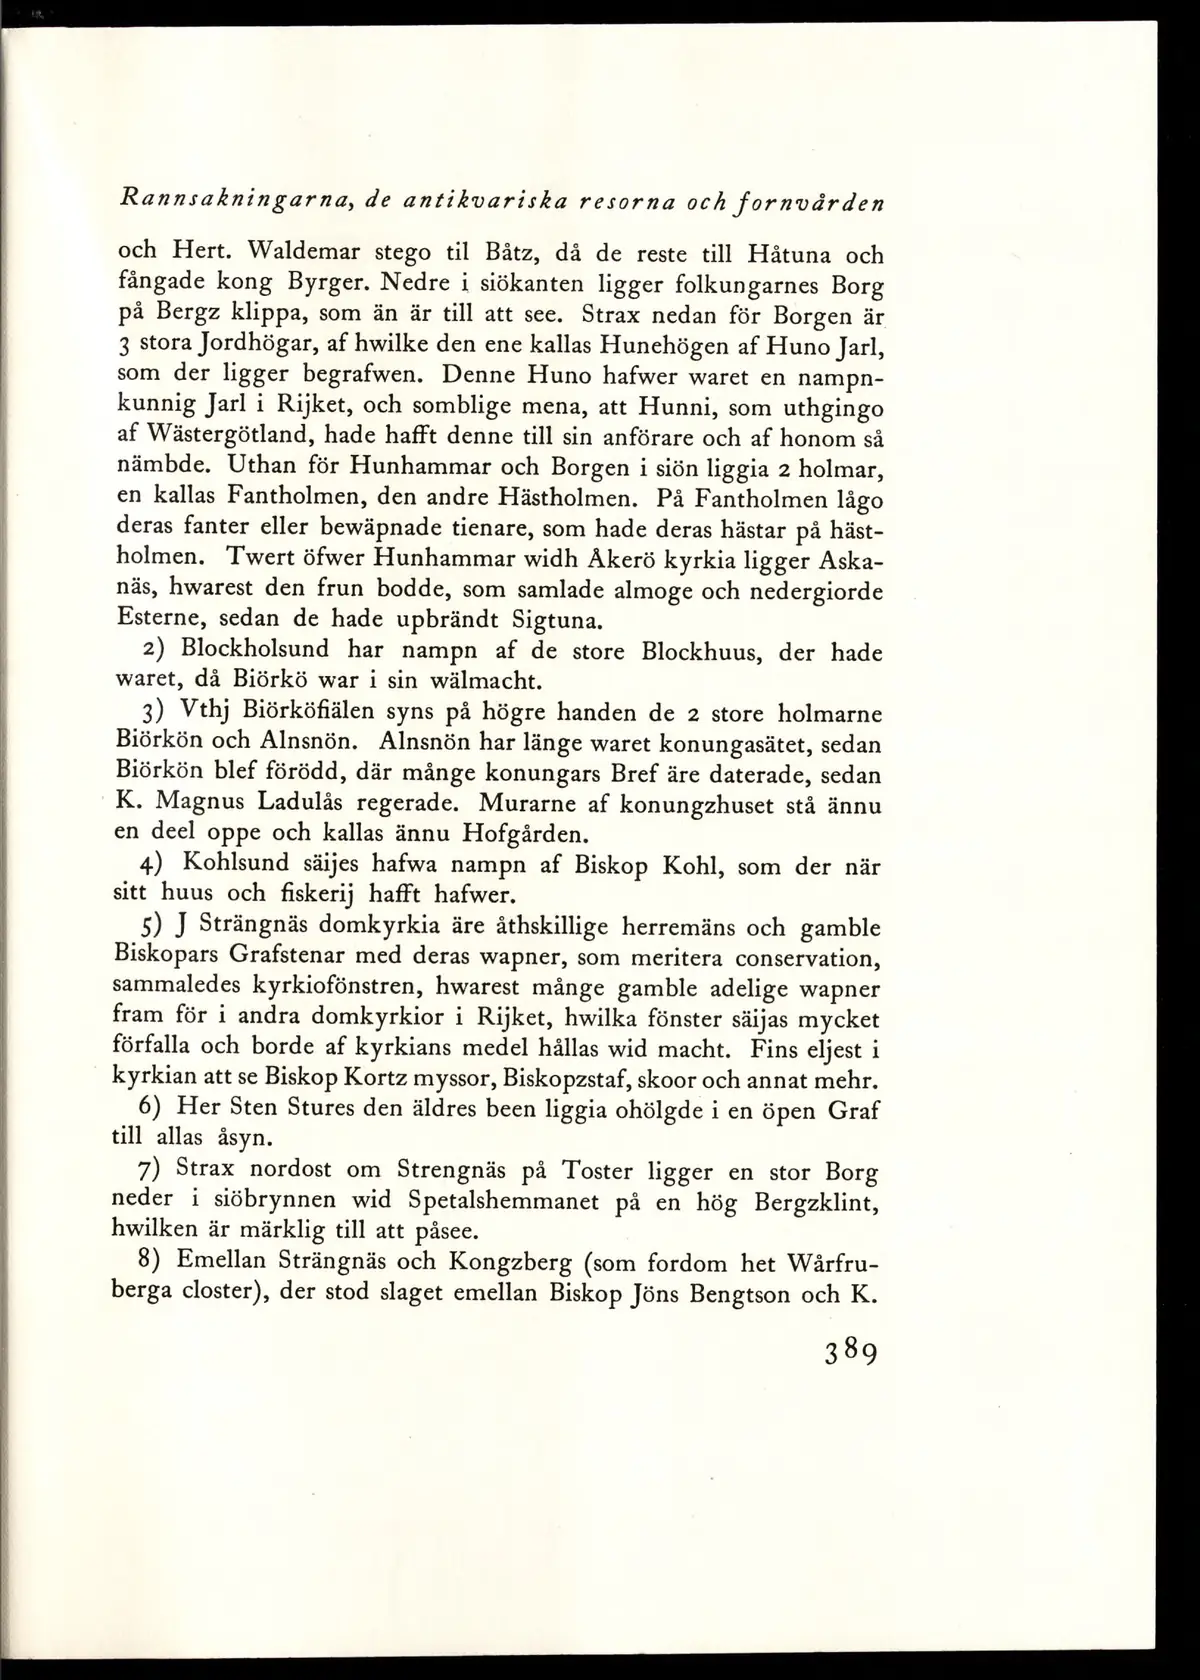 Rannsakningarna, de antikvariska resorna och fornvården
och Hert. Waldemar stego til Båtz, då de reste till Håtuna och
fångade kong Byrger. Nedre i siökanten ligger folkungarnes Borg
på Bergz klippa, som än är till att see. Strax nedan för Borgen är
3 stora Jordhögar, af hwilke den ene kallas Hunehögen af Huno Jarl,
som der ligger begrafwen. Denne Huno hafwer waret en nampn-
kunnig Jarl i Rijket, och somblige mena, att Hunni, som uthgingo
af Wästergötland, hade hafft denne till sin anförare och af honom så
nämbde. Uthan för Hunhammar och Borgen i siön liggia 2 holmar,
en kallas Fantholmen, den andre Hästholmen. På Fantholmen lågo
deras fanter eller bewäpnade tienare, som hade deras hästar på häst-
holmen. Twert öfwer Hunhammar widh Åkerö kyrkia ligger Aska-
näs, hwarest den frun bodde, som samlade almoge och nedergiorde
Esterne, sedan de hade upbrändt Sigtuna.
2) Blockholsund har nampn af de store Blockhuus, der hade
waret, då Biörkö war i sin wälmacht.
3) Vthj Biörköfiälen syns på högre handen de 2 store holmarne
Biörkön och Alnsnön. Alnsnön har länge waret konungasätet, sedan
Biörkön blef förödd, där många konungars Bref äre daterade, sedan
K. Magnus Ladulås regerade. Murarne af konungzhuset stå ännu
en deel oppe och kallas ännu Hofgården.
4) Kohlsund säijes hafwa nampn af Biskop Kohl, som der när
sitt huus och fiskerij hafft hafwer.
5) J Strängnäs domkyrkia äre åthskillige herremäns och gamble
Biskopars Grafstenar med deras wapner, som meritera conservation,
sammaledes kyrkiofönstren, hwarest månge gamble adelige wapner
fram för i andra domkyrkior i Rijket, hwilka fönster säijas mycket
förfalla och borde af kyrkians medel hållas wid macht. Fins eljest i
kyrkian att se Biskop Kortz myssor, Biskopzstaf, skoor och annat mehr.
6) Her Sten Stures den äldres been liggia ohölgde i en öpen Graf
till allas åsyn.
7) Strax nordost om Strengnäs på Toster ligger en stor Borg
neder i siöbrynnen wid Spetalshemmanet på en hög Bergzklint,
hwilken är märklig till att påsee.
8) Emellan Strängnäs och Kongzberg (som fordom het Wårfru-
berga closter), der stod slaget emellan Biskop Jöns Bengtson och K.
389